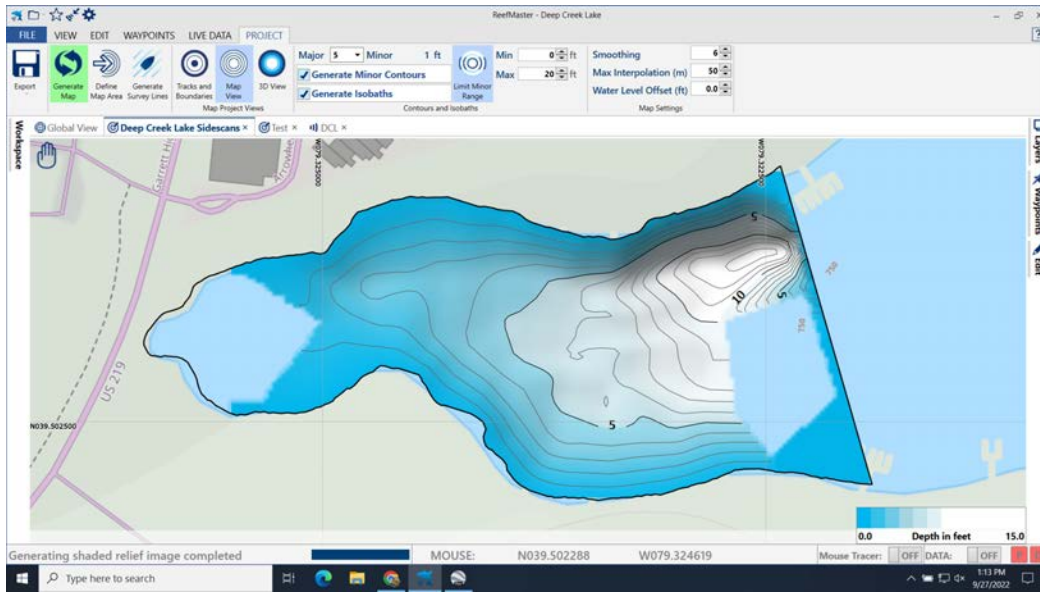 ReefMaster - Deep Creek Lake
FILE VIEW EDIT WAYPOINTS LIVE DATA PROJECT
Export
Generate Map
Define Map Area
Generate Survey Lines
Tracks and Boundaries
Map View
3D View
Map Project Views
Major 5 Minor 1 ft
Generate Minor Contours
Generate Isobaths
Limit Minor Range
Min 0 ft
Max 20 ft
Contours and Isobaths
Smoothing 6
Max Interpolation (m) 50
Water Level Offset (ft) 0.0
Map Settings
Workspace
Global View Deep Creek Lake Sidescans × Test × DCL ×
Layers
Waypoints
Edit
W079.325000
W079.322500
N039.502500
US 219
5
10
5
5
750
750
0.0 Depth in feet 15.0
Generating shaded relief image completed MOUSE: N039.502288 W079.324619 Mouse Tracer: OFF DATA: OFF
Type here to search
1:13 PM
9/27/2022